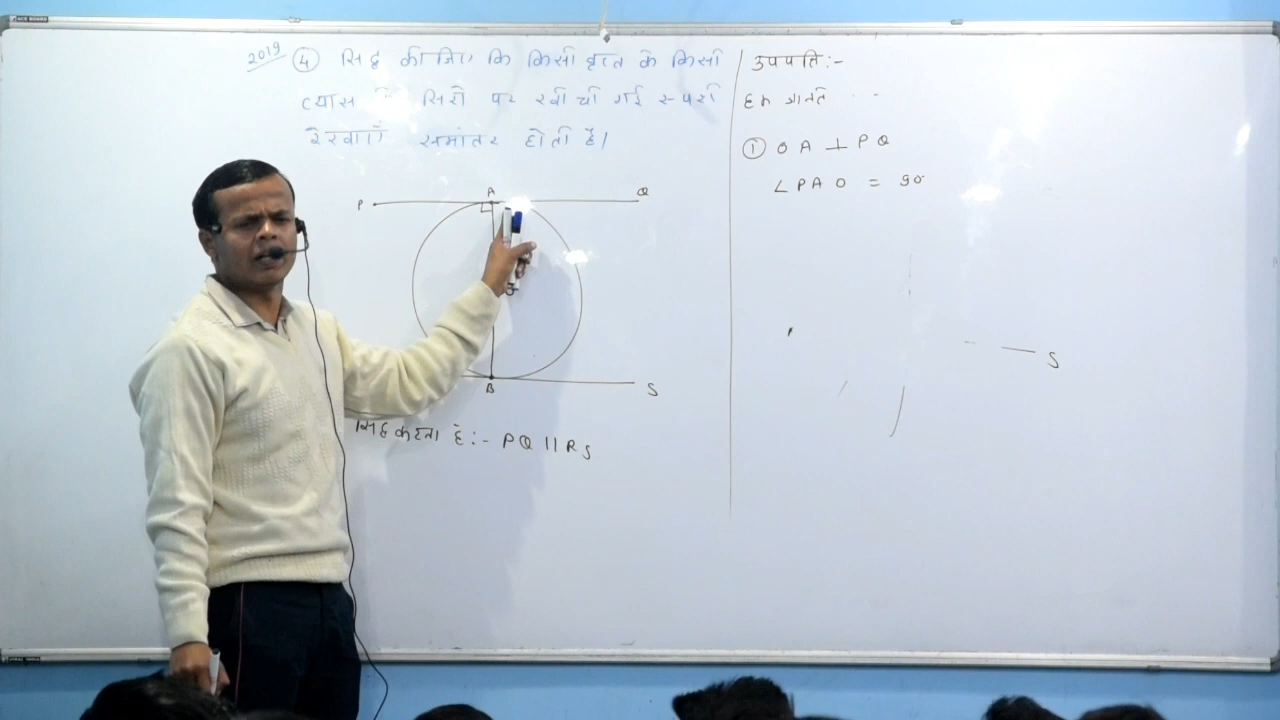 2019 (4) सिद्ध कीजिए कि किसी वृत्त के किसी
व्यास के सिरों पर खींची गई स्पर्श
रेखाएँ समांतर होती हैं।
P A Q
O
B S
सिद्ध करना है:- PQ || RS
उपपति:-
हम जानते
(1) OA ⊥ PQ
∠PAO = 90°
S